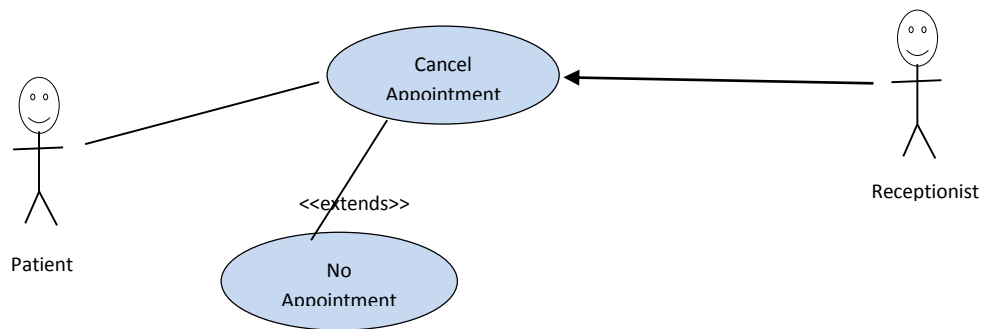 Cancel
Appointment
Receptionist
<<extends>>
Patient
No
Appointment